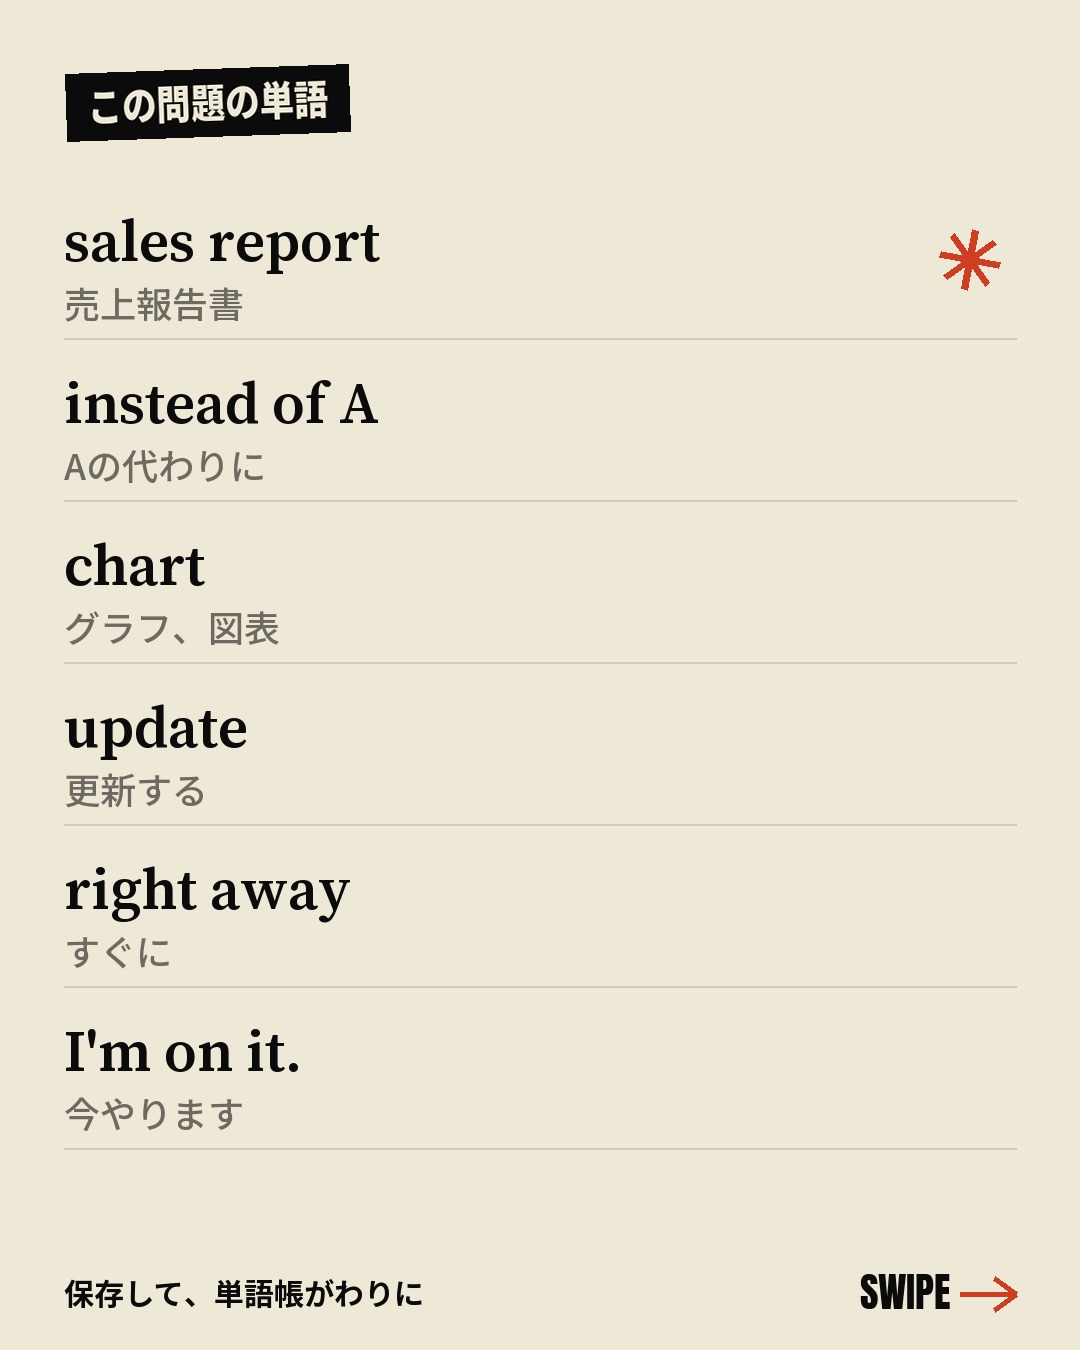 この問題の単語
sales report
売上報告書
instead of A
Aの代わりに
chart
グラフ、図表
update
更新する
right away
すぐに
I'm on it.
今やります
保存して、単語帳がわりに
SWIPE